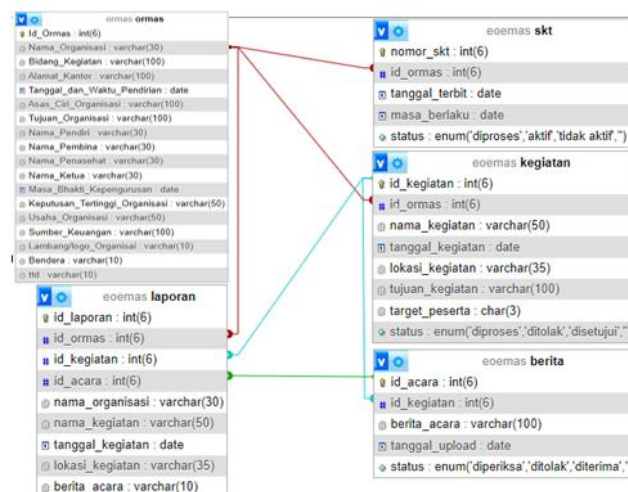 ormas ormas
Id_Ormas : int(6)
Nama_Organisasi : varchar(30)
Bidang_Kegiatan : varchar(100)
Alamat_Kantor : varchar(100)
Tanggal_dan_Waktu_Pendirian : date
Asas_Ciri_Organisasi : varchar(100)
Tujuan_Organisasi : varchar(100)
Nama_Pendiri : varchar(30)
Nama_Pembina : varchar(30)
Nama_Penasehat : varchar(30)
Nama_Ketua : varchar(30)
Masa_Bhakti_Kepengurusan : date
Keputusan_Tertinggi_Organisasi : varchar(50)
Usaha_Organisasi : varchar(50)
Sumber_Keuangan : varchar(100)
Lambang/logo_Organisai : varchar(10)
Bendera : varchar(10)
ttd : varchar(10)
eoemas laporan
id_laporan : int(6)
# id_ormas : int(6)
# id_kegiatan : int(6)
# id_acara : int(6)
nama_organisasi : varchar(30)
nama_kegiatan : varchar(50)
tanggal_kegiatan : date
lokasi_kegiatan : varchar(35)
berita_acara : varchar(10)
eoemas skt
nomor_skt : int(6)
# id_ormas : int(6)
tanggal_terbit : date
masa_berlaku : date
status : enum('diproses','aktif','tidak aktif','')
eoemas kegiatan
id_kegiatan : int(6)
id_ormas : int(6)
nama_kegiatan : varchar(50)
tanggal_kegiatan : date
lokasi_kegiatan : varchar(35)
tujuan_kegiatan : varchar(100)
target_peserta : char(3)
status : enum('diproses','ditolak','disetujui',''
eoemas berita
id_acara : int(6)
# id_kegiatan : int(6)
berita_acara : varchar(100)
tanggal_upload : date
status : enum('diperiksa','ditolak','diterima',''